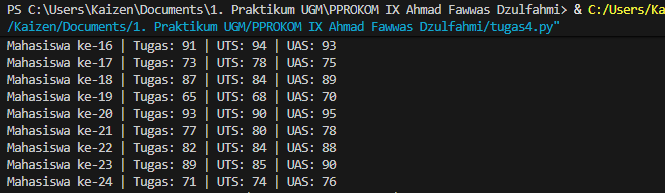 PS C:\Users\Kaizen\Documents\1. Praktikum UGM\PPROKOM IX Ahmad Fawwas Dzulfahmi> & C:/Users/Ka
/Kaizen/Documents/1. Praktikum UGM/PPROKOM IX Ahmad Fawwas Dzulfahmi/tugas4.py"
Mahasiswa ke-16 | Tugas: 91 | UTS: 94 | UAS: 93
Mahasiswa ke-17 | Tugas: 73 | UTS: 78 | UAS: 75
Mahasiswa ke-18 | Tugas: 87 | UTS: 84 | UAS: 89
Mahasiswa ke-19 | Tugas: 65 | UTS: 68 | UAS: 70
Mahasiswa ke-20 | Tugas: 93 | UTS: 90 | UAS: 95
Mahasiswa ke-21 | Tugas: 77 | UTS: 80 | UAS: 78
Mahasiswa ke-22 | Tugas: 82 | UTS: 84 | UAS: 88
Mahasiswa ke-23 | Tugas: 89 | UTS: 85 | UAS: 90
Mahasiswa ke-24 | Tugas: 71 | UTS: 74 | UAS: 76